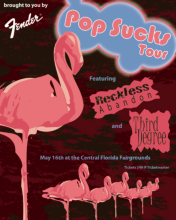 brought to you by
Fender
Pop Sucks
Tour
Featuring
Reckless
Abandon
and
Third
Degree
May 16th at the Central Florida Fairgrounds